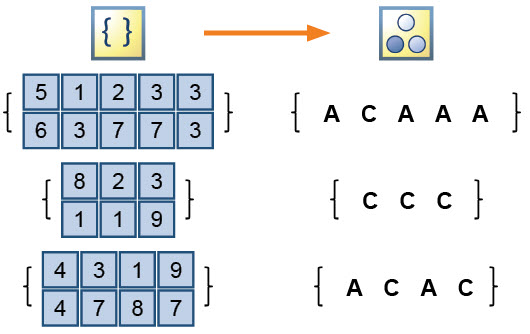 { }
{ 5 1 2 3 3 } { A C A A A }
6 3 7 7 3
{ 8 2 3 } { C C C }
1 1 9
{ 4 3 1 9 } { A C A C }
4 7 8 7